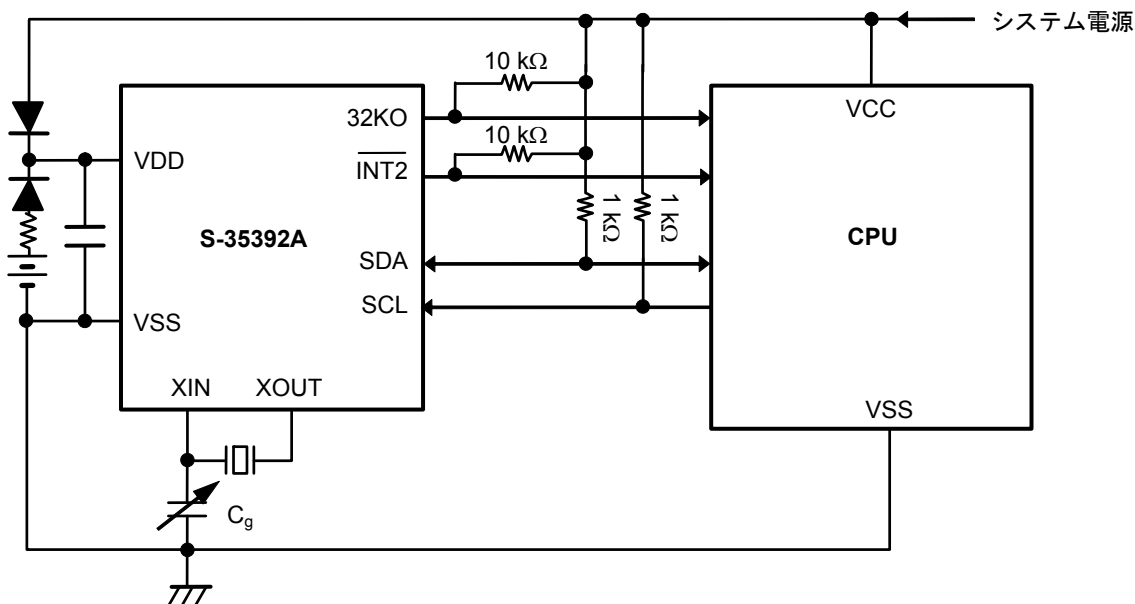 システム電源
10 kΩ
VCC
32KO
10 kΩ
VDD
INT2
1 kΩ
1 kΩ
S-35392A
CPU
SDA
SCL
VSS
XIN
XOUT
VSS
Cg